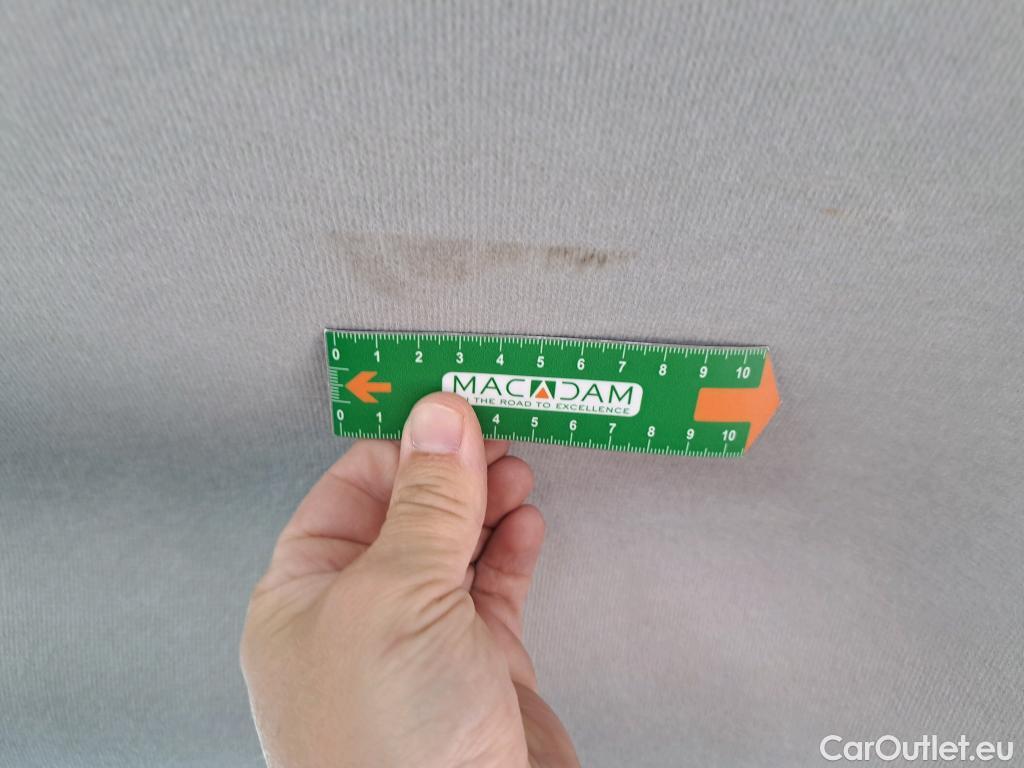 0 1 2 3 4 5 6 7 8 9 10
MACADAM
THE ROAD TO EXCELLENCE
0 1 4 5 6 7 8 9 10
CarOutlet.eu